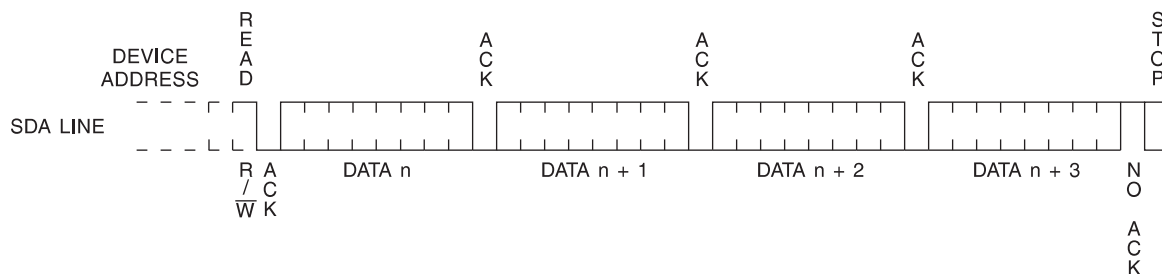 READ
ACK
ACK
ACK
STOP
DEVICE
ADDRESS
SDA LINE
R/W
ACK
DATA n
DATA n + 1
DATA n + 2
DATA n + 3
NO ACK